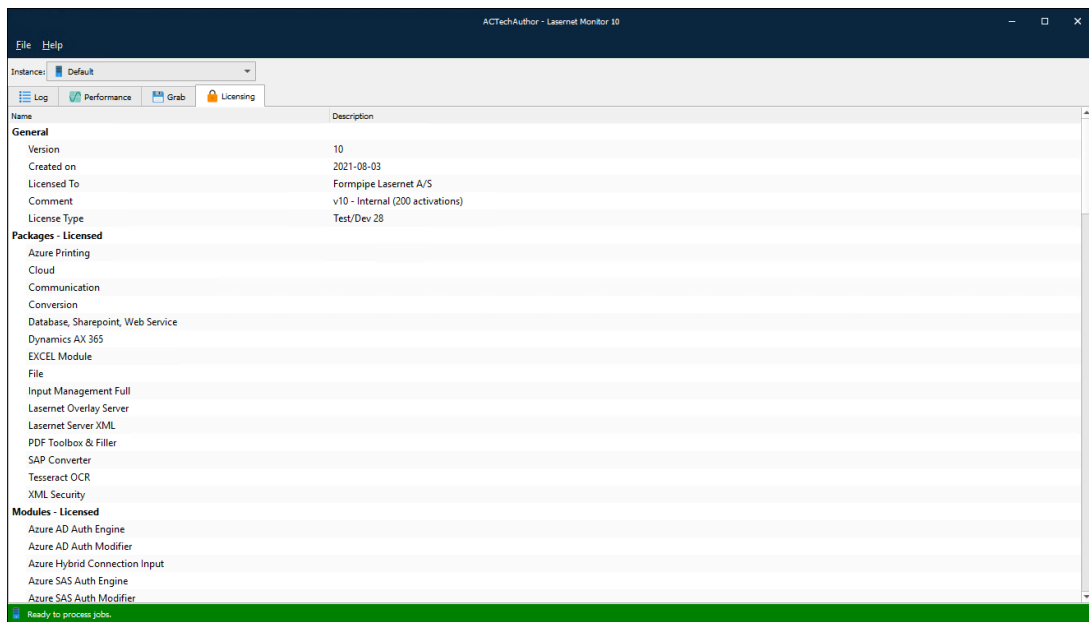 ACTechAuthor - Lasernet Monitor 10
File Help
Instance: Default
Log Performance Grab Licensing
Name Description
General
Version 10
Created on 2021-08-03
Licensed To Formpipe Lasernet A/S
Comment v10 - Internal (200 activations)
License Type Test/Dev 28
Packages - Licensed
Azure Printing
Cloud
Communication
Conversion
Database, Sharepoint, Web Service
Dynamics AX 365
EXCEL Module
File
Input Management Full
Lasernet Overlay Server
Lasernet Server XML
PDF Toolbox & Filler
SAP Converter
Tesseract OCR
XML Security
Modules - Licensed
Azure AD Auth Engine
Azure AD Auth Modifier
Azure Hybrid Connection Input
Azure SAS Auth Engine
Azure SAS Auth Modifier
Ready to process jobs.